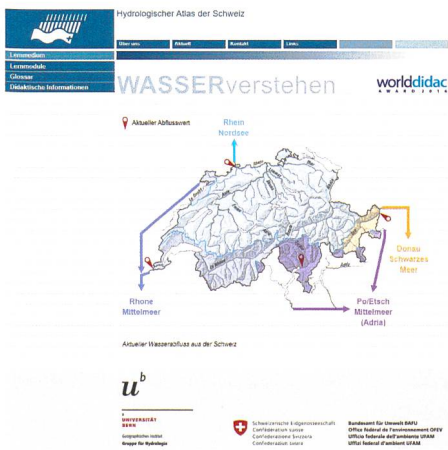 Hydrologischer Atlas der Schweiz
Über uns
Aktuell
Kontakt
Links
Lernmedium
Lernmodule
Glossar
Didaktische Informationen
WASSERverstehen
worlddidac
AWARD 2014
Aktueller Abflusswert
Rhein
Nordsee
Rhone
Mittelmeer
Donau
Schwarzes
Meer
Po/Etsch
Mittelmeer
(Adria)
Aktueller Wasserabfluss aus der Schweiz
u^b
UNIVERSITÄT
BERN
Geographisches Institut
Gruppe für Hydrologie
Schweizerische Eidgenossenschaft
Confédération suisse
Confederazione Svizzera
Confederaziun svizra
Bundesamt für Umwelt BAFU
Office fédéral de l'environnement OFEV
Ufficio federale dell'ambiente UFAM
Uffizi federal d'ambient UFAM